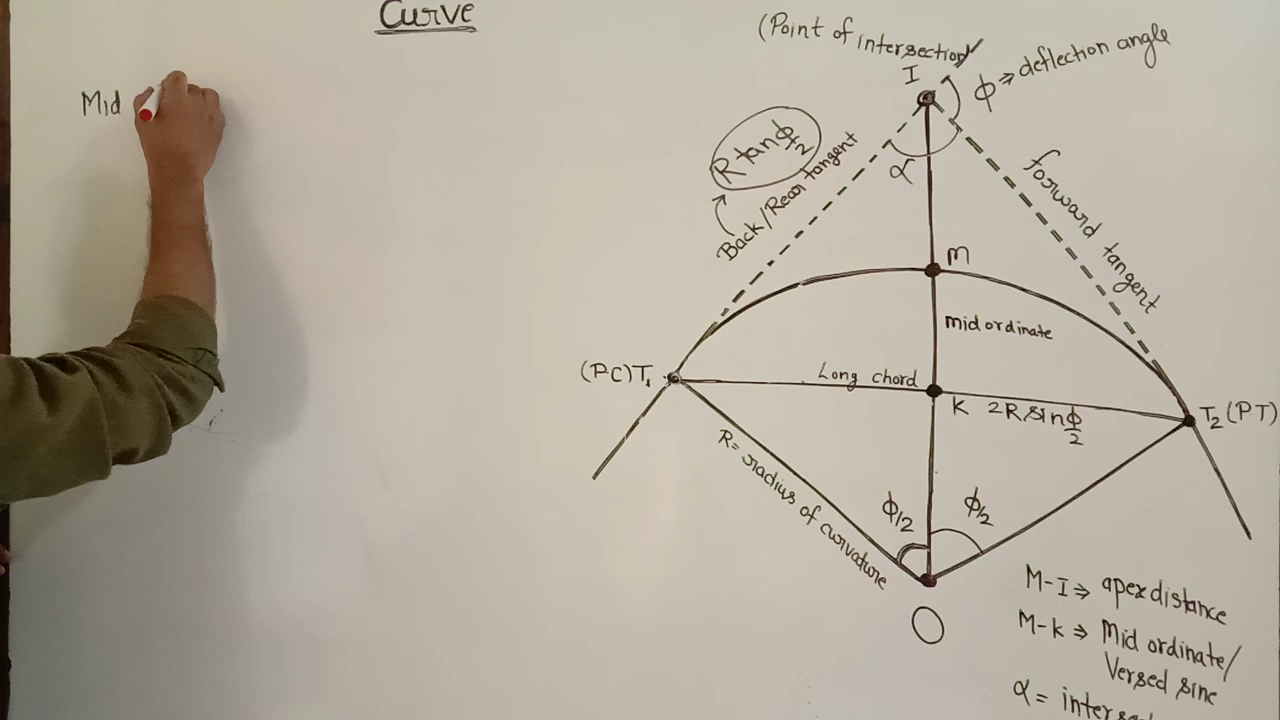 Curve
Mid
(Point of intersection)
I
ϕ ⇒ deflection angle
R tan ϕ/2
Back/Rear tangent
α
forward tangent
M
mid ordinate
(PC) T₁
Long chord
K 2R sin ϕ/2
T₂ (PT)
R = radius of curvature
ϕ/2
ϕ/2
O
M-I ⇒ apex distance
M-K ⇒ Mid ordinate/
Versed sine
α =